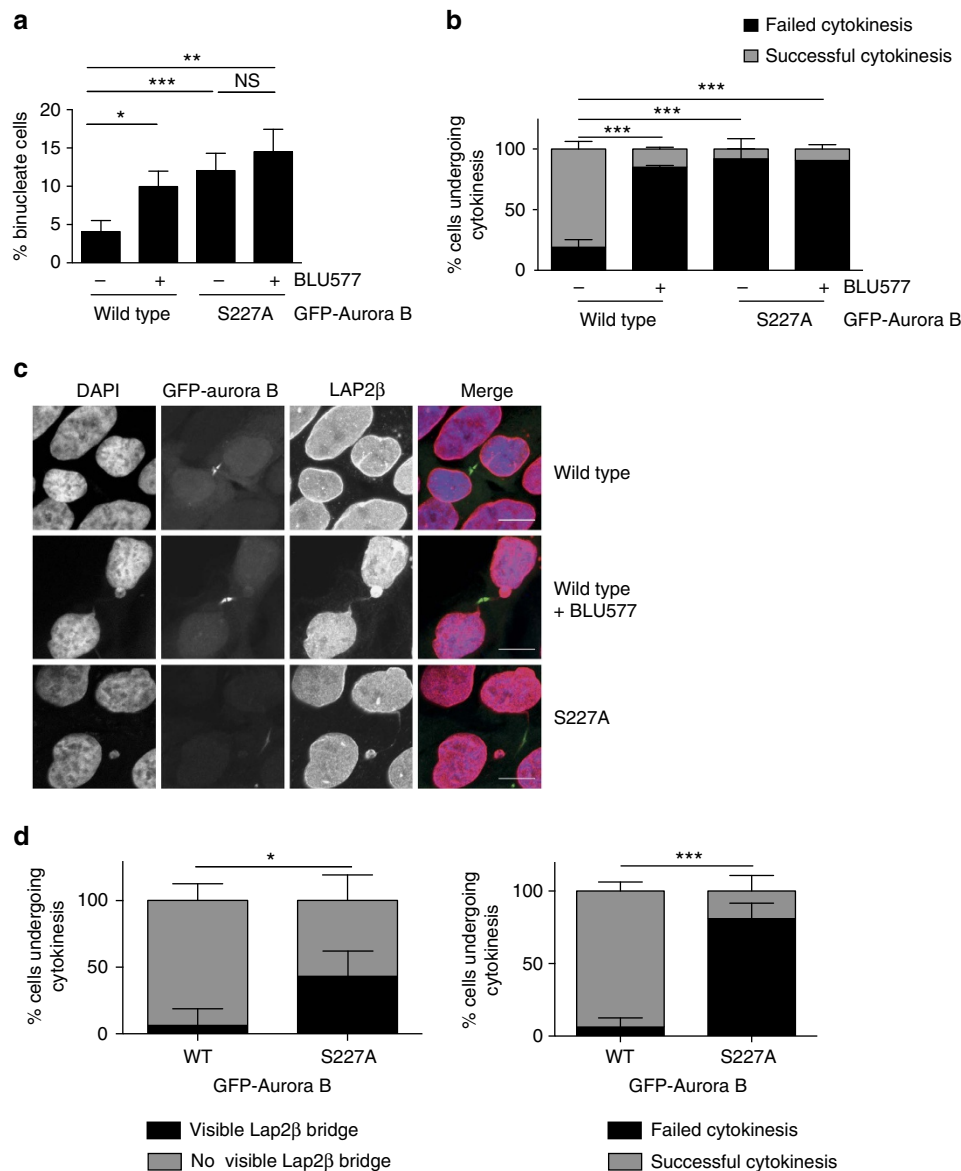 a
**
***
NS
*
% binucleate cells
20
15
10
5
0
– + – + BLU577
Wild type S227A GFP-Aurora B
b
Failed cytokinesis
Successful cytokinesis
***
***
***
% cells undergoing
cytokinesis
100
50
0
– + – + BLU577
Wild type S227A GFP-Aurora B
c
DAPI GFP-aurora B LAP2β Merge
Wild type
Wild type
+ BLU577
S227A
d
*
% cells undergoing
cytokinesis
100
50
0
WT S227A
GFP-Aurora B
Visible Lap2β bridge
No visible Lap2β bridge
***
% cells undergoing
cytokinesis
100
50
0
WT S227A
GFP-Aurora B
Failed cytokinesis
Successful cytokinesis